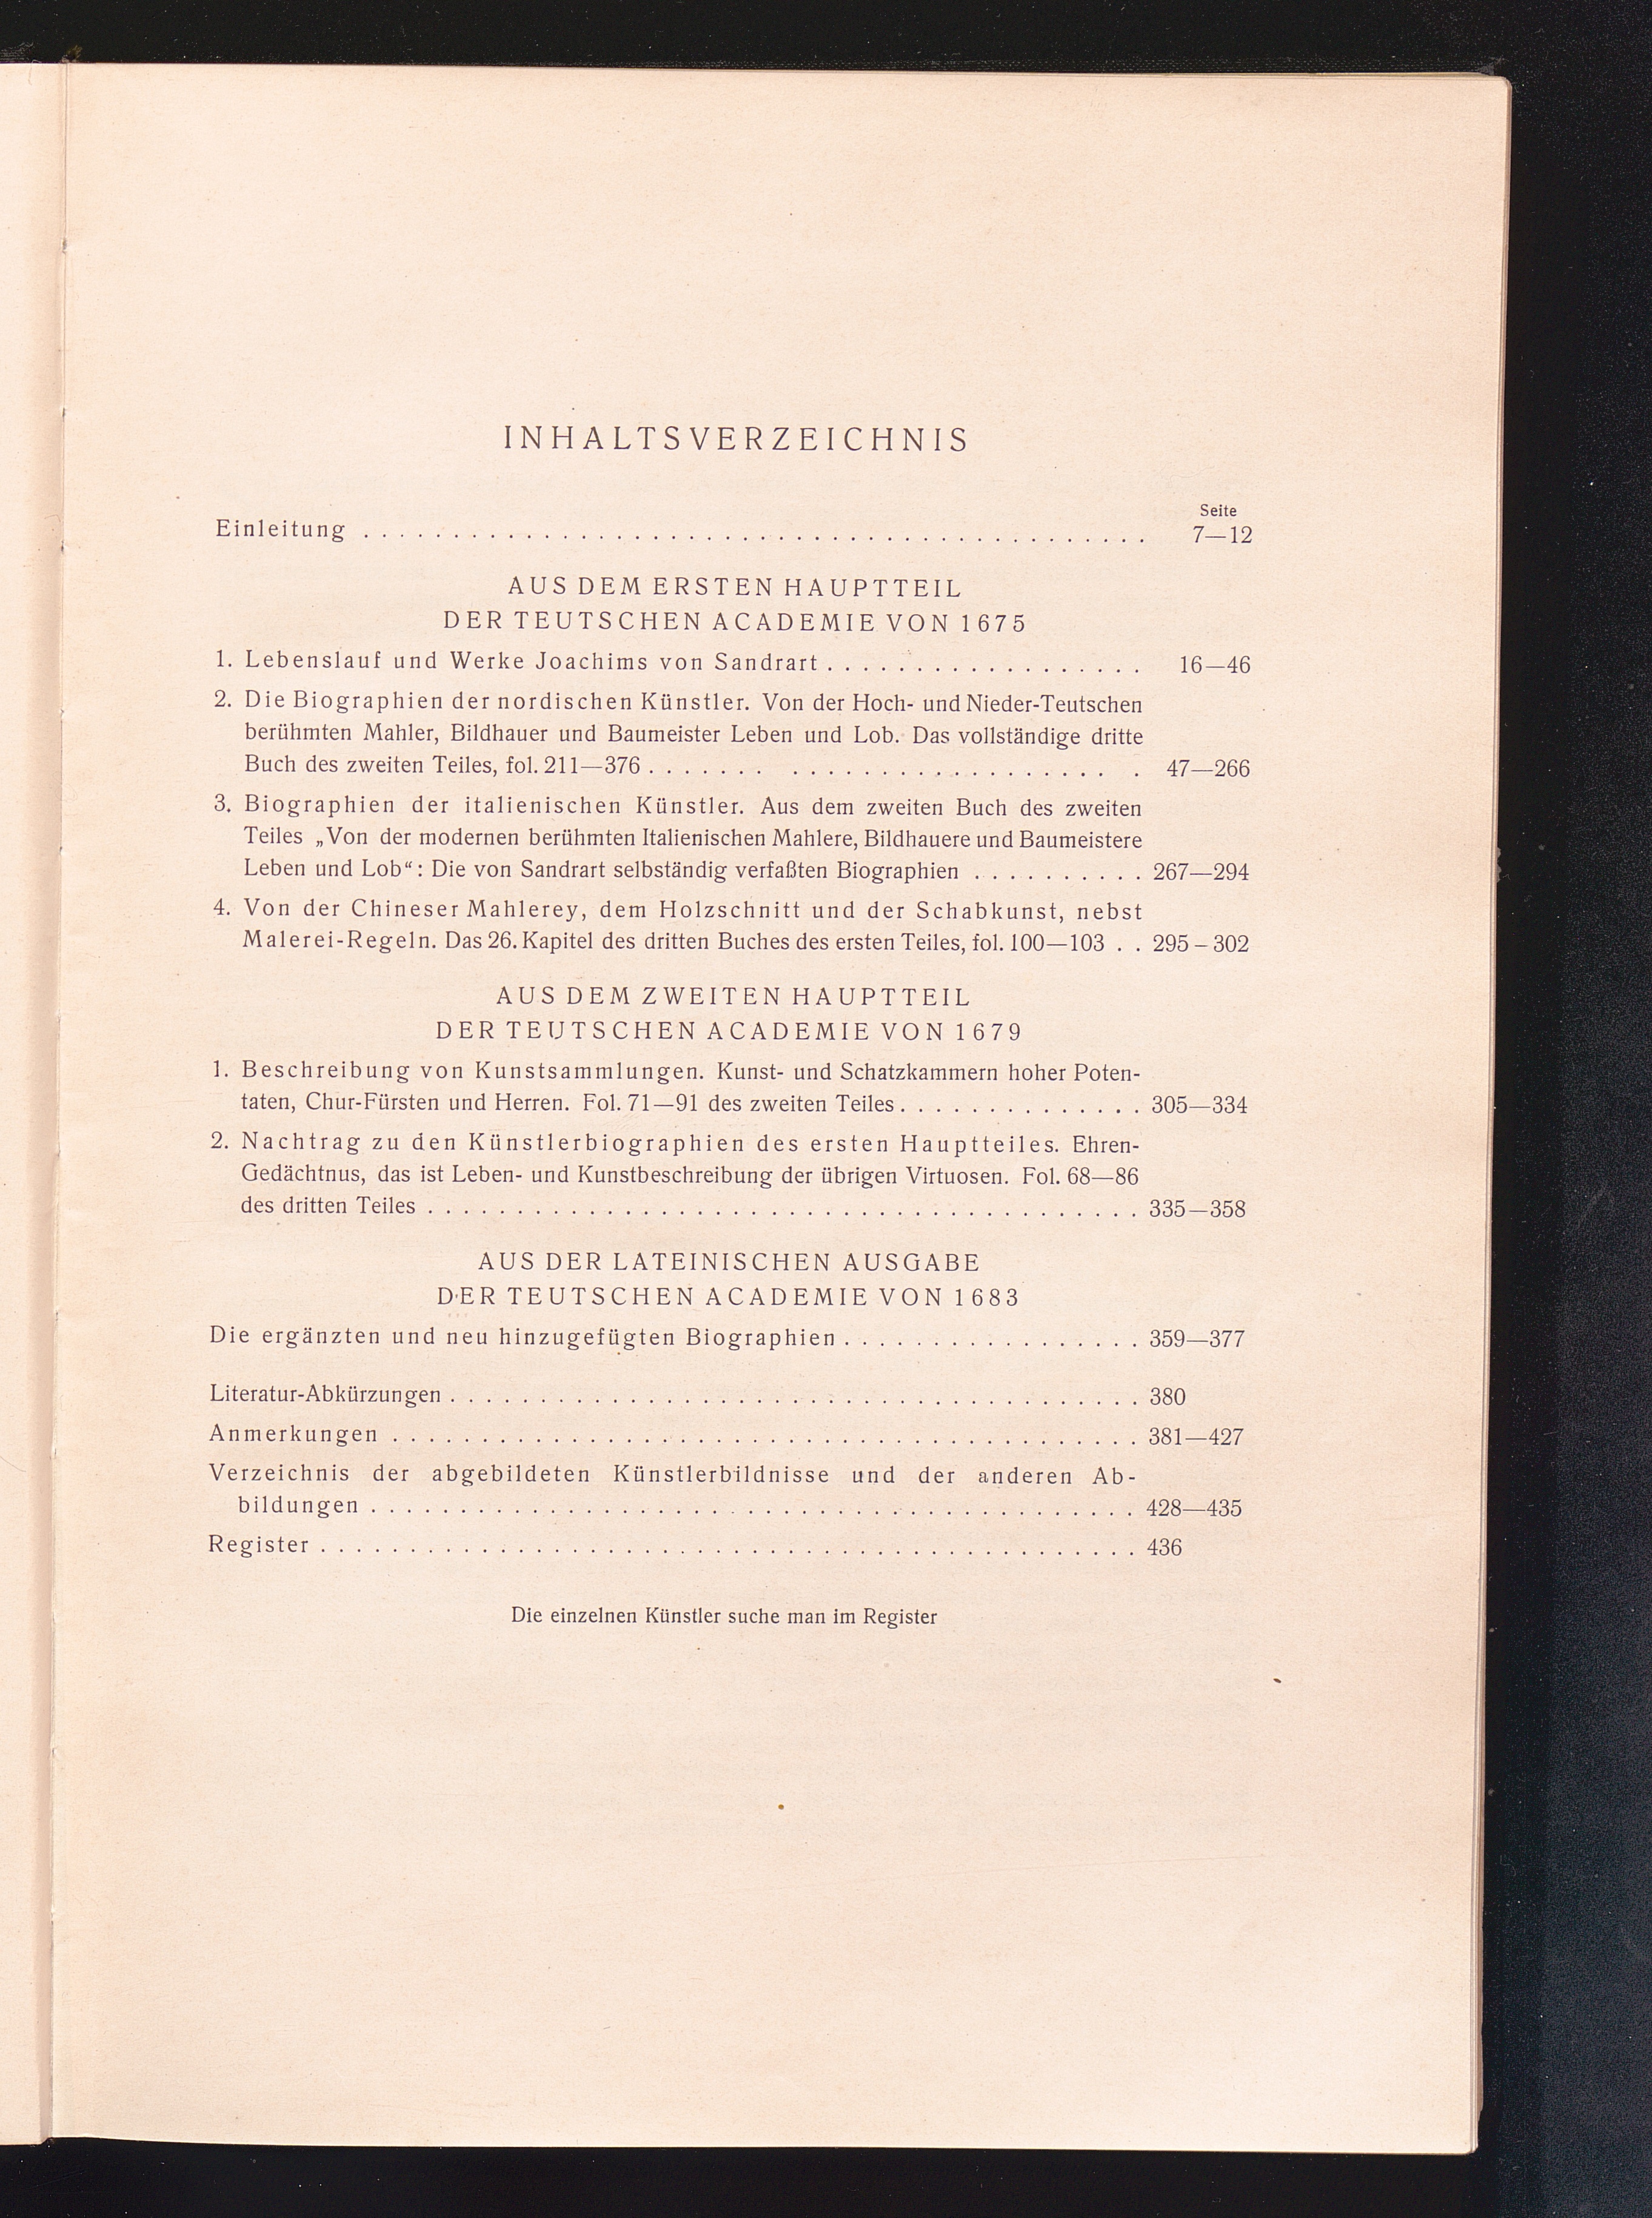 INHALTSVERZEICHNIS
Seite
Einleitung . . . . . . . . . . . . . . . . . . . . . . . . . . . . . . . . . . . . . . . . . . . . 7—12
AUS DEM ERSTEN HAUPTTEIL
DER TEUTSCHEN ACADEMIE VON 1675
1. Lebenslauf und Werke Joachims von Sandrart . . . . . . . . . . . . . . . . . . 16—46
2. Die Biographien der nordischen Künstler. Von der Hoch- und Nieder-Teutschen
berühmten Mahler, Bildhauer und Baumeister Leben und Lob. Das vollständige dritte
Buch des zweiten Teiles, fol. 211—376 . . . . . . . . . . . . . . . . . . . . . . . . . . 47—266
3. Biographien der italienischen Künstler. Aus dem zweiten Buch des zweiten
Teiles „Von der modernen berühmten Italienischen Mahlere, Bildhauere und Baumeistere
Leben und Lob“: Die von Sandrart selbständig verfaßten Biographien . . . . . . . . . . 267—294
4. Von der Chineser Mahlerey, dem Holzschnitt und der Schabkunst, nebst
Malerei-Regeln. Das 26. Kapitel des dritten Buches des ersten Teiles, fol. 100—103 . . 295–302
AUS DEM ZWEITEN HAUPTTEIL
DER TEUTSCHEN ACADEMIE VON 1679
1. Beschreibung von Kunstsammlungen. Kunst- und Schatzkammern hoher Poten-
taten, Chur-Fürsten und Herren. Fol. 71—91 des zweiten Teiles . . . . . . . . . . . . . . 305—334
2. Nachtrag zu den Künstlerbiographien des ersten Hauptteiles. Ehren-
Gedächtnus, das ist Leben- und Kunstbeschreibung der übrigen Virtuosen. Fol. 68—86
des dritten Teiles . . . . . . . . . . . . . . . . . . . . . . . . . . . . . . . . . . . . . . . . 335—358
AUS DER LATEINISCHEN AUSGABE
DER TEUTSCHEN ACADEMIE VON 1683
Die ergänzten und neu hinzugefügten Biographien . . . . . . . . . . . . . . . . . 359—377
Literatur-Abkürzungen . . . . . . . . . . . . . . . . . . . . . . . . . . . . . . . . . . . . . . . 380
Anmerkungen . . . . . . . . . . . . . . . . . . . . . . . . . . . . . . . . . . . . . . . . . . 381—427
Verzeichnis der abgebildeten Künstlerbildnisse und der anderen Ab-
bildungen . . . . . . . . . . . . . . . . . . . . . . . . . . . . . . . . . . . . . . . . . . . 428—435
Register . . . . . . . . . . . . . . . . . . . . . . . . . . . . . . . . . . . . . . . . . . . . . . 436
Die einzelnen Künstler suche man im Register